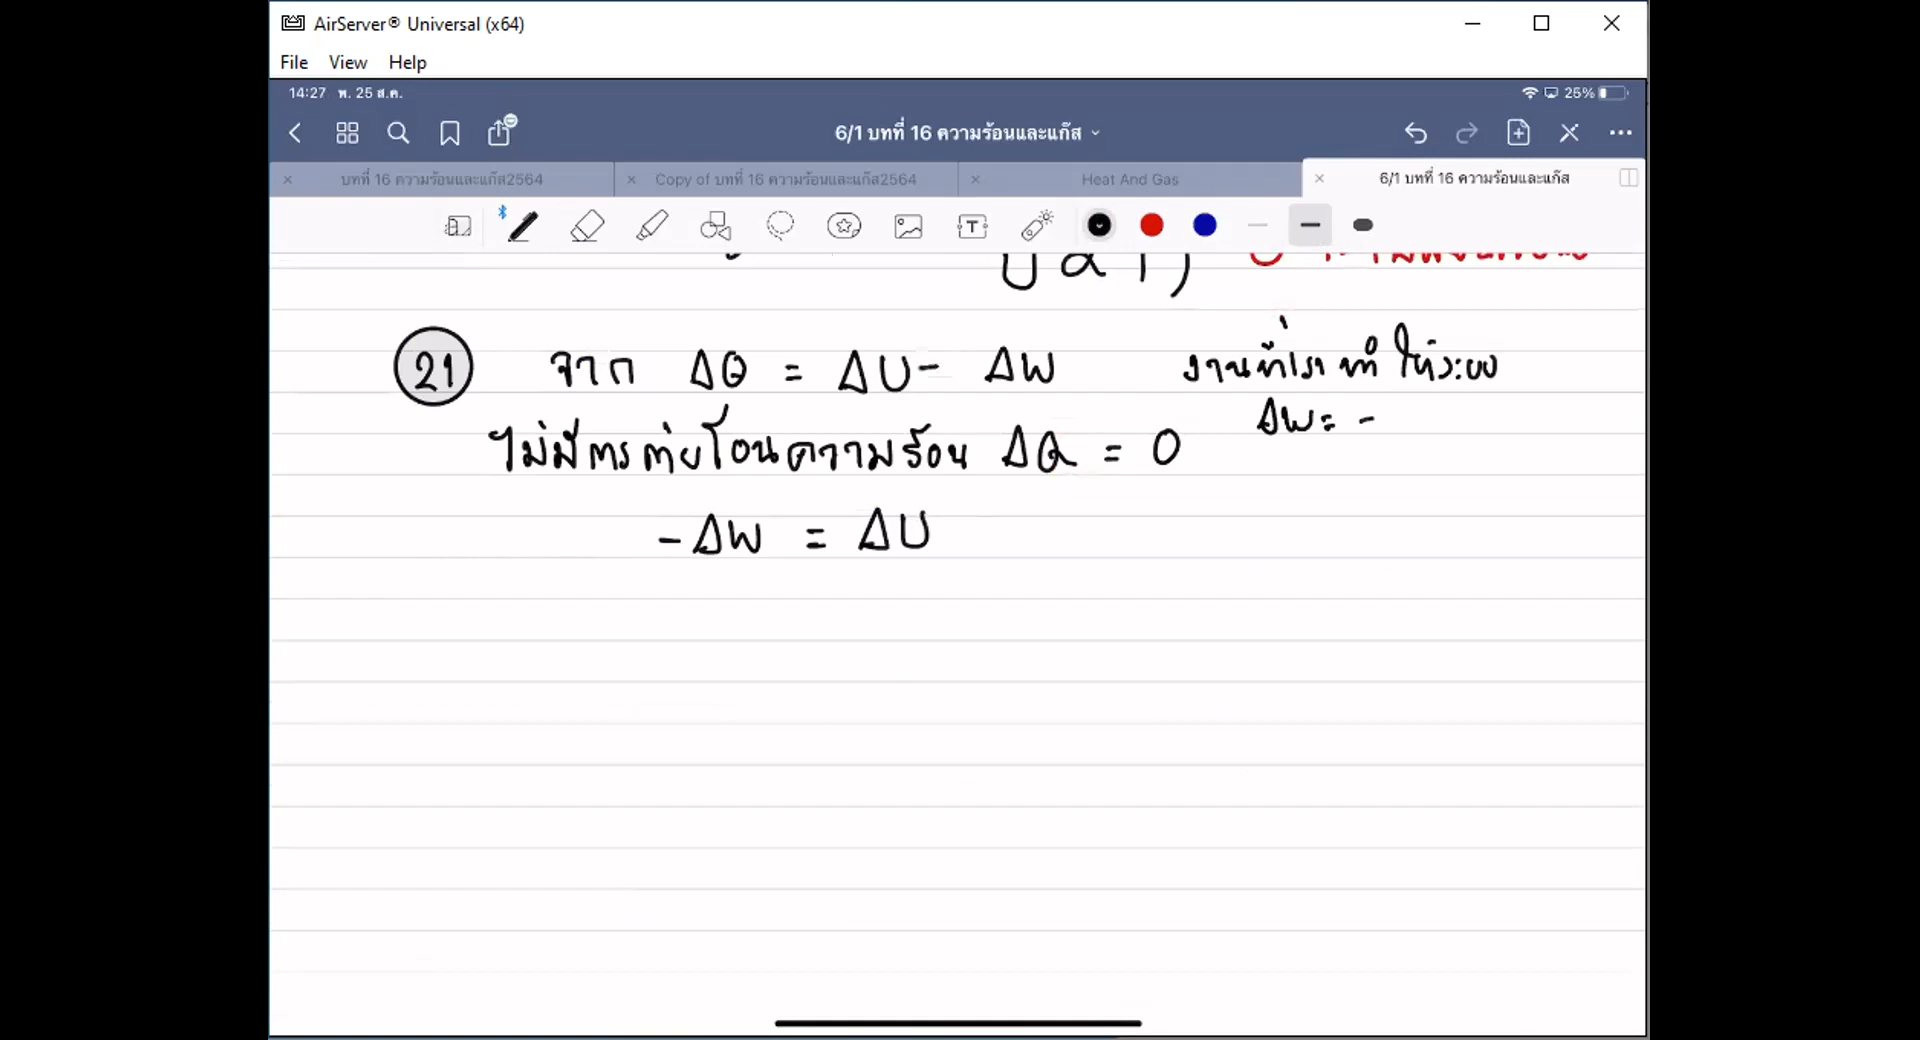 AirServer® Universal (x64)
File View Help
14:27 พ. 25 ส.ค. 25%
6/1 บทที่ 16 ความร้อนและแก๊ส
บทที่ 16 ความร้อนและแก๊ส2564 Copy of บทที่ 16 ความร้อนและแก๊ส2564 Heat And Gas 6/1 บทที่ 16 ความร้อนและแก๊ส
U α T
21 จาก ΔQ = ΔU - ΔW งานที่เราทำให้ระบบ
ΔW = -
ไม่มีการถ่ายโอนความร้อน ΔQ = 0
-ΔW = ΔU